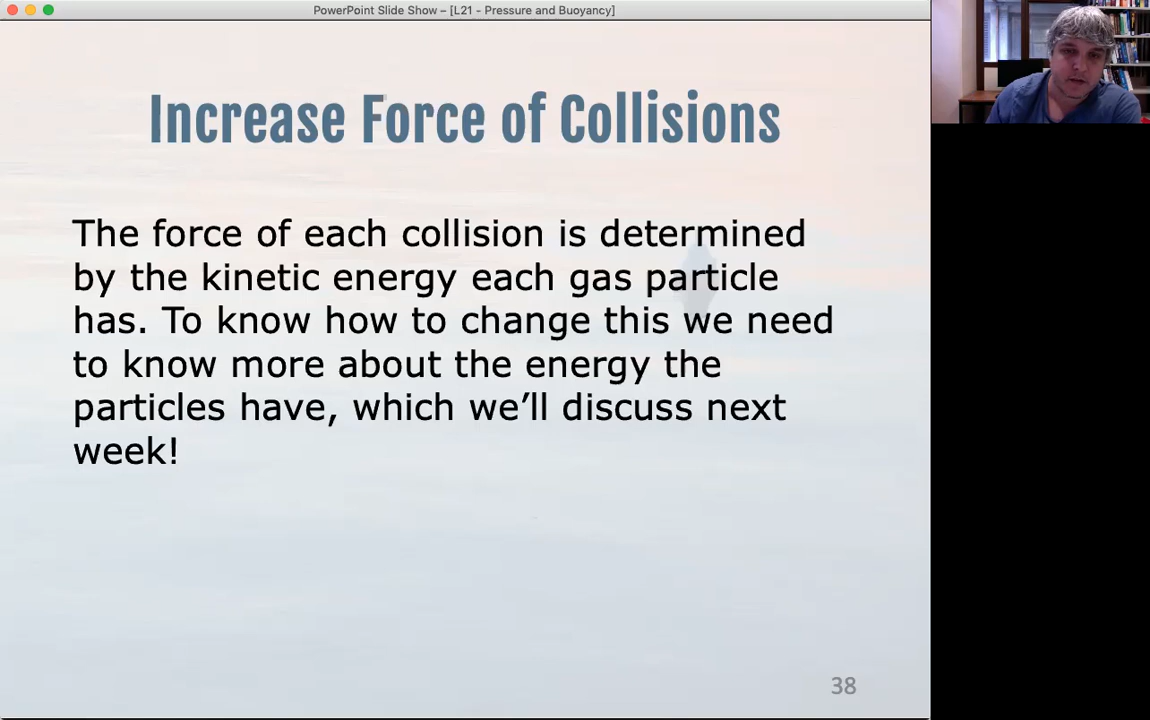 PowerPoint Slide Show – [L21 - Pressure and Buoyancy]
Increase Force of Collisions
The force of each collision is determined
by the kinetic energy each gas particle
has. To know how to change this we need
to know more about the energy the
particles have, which we’ll discuss next
week!
38